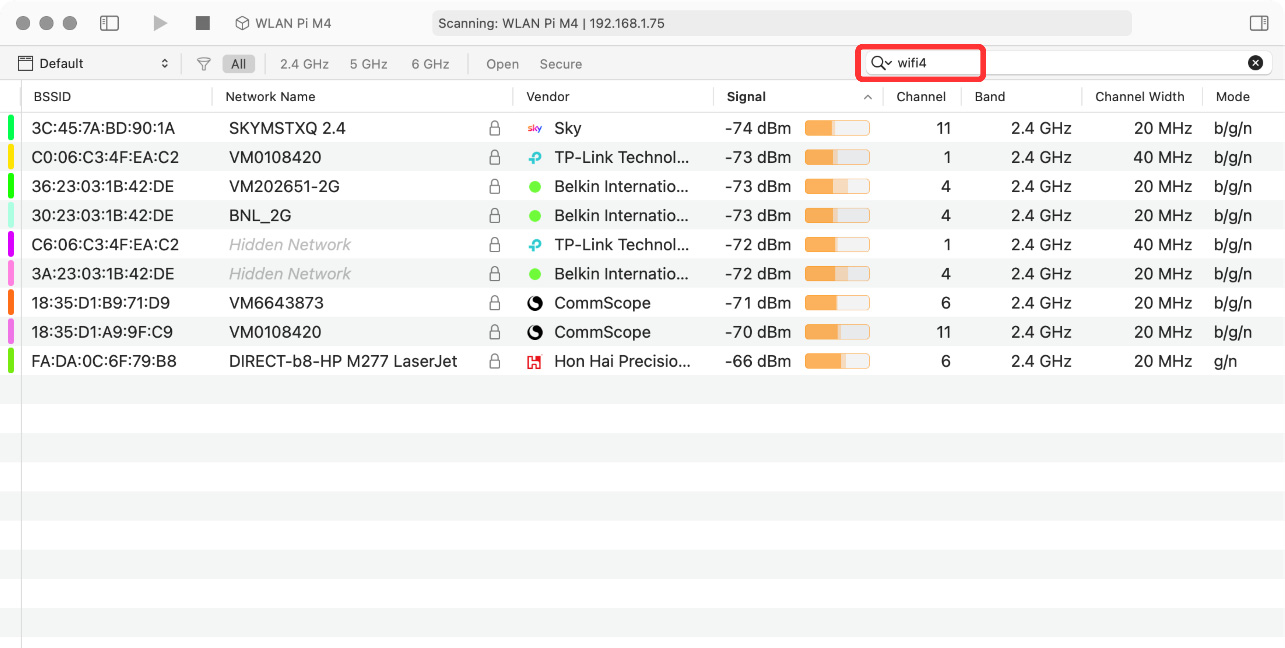 WLAN Pi M4 Scanning: WLAN Pi M4 | 192.168.1.75
Default All 2.4 GHz 5 GHz 6 GHz Open Secure wifi4
BSSID Network Name Vendor Signal Channel Band Channel Width Mode
3C:45:7A:BD:90:1A SKYMSTXQ 2.4 sky Sky -74 dBm 11 2.4 GHz 20 MHz b/g/n
C0:06:C3:4F:EA:C2 VM0108420 TP-Link Technol... -73 dBm 1 2.4 GHz 40 MHz b/g/n
36:23:03:1B:42:DE VM202651-2G Belkin Internatio... -73 dBm 4 2.4 GHz 20 MHz b/g/n
30:23:03:1B:42:DE BNL_2G Belkin Internatio... -73 dBm 4 2.4 GHz 20 MHz b/g/n
C6:06:C3:4F:EA:C2 Hidden Network TP-Link Technol... -72 dBm 1 2.4 GHz 40 MHz b/g/n
3A:23:03:1B:42:DE Hidden Network Belkin Internatio... -72 dBm 4 2.4 GHz 20 MHz b/g/n
18:35:D1:B9:71:D9 VM6643873 CommScope -71 dBm 6 2.4 GHz 20 MHz b/g/n
18:35:D1:A9:9F:C9 VM0108420 CommScope -70 dBm 11 2.4 GHz 20 MHz b/g/n
FA:DA:0C:6F:79:B8 DIRECT-b8-HP M277 LaserJet Hon Hai Precisio... -66 dBm 6 2.4 GHz 20 MHz g/n